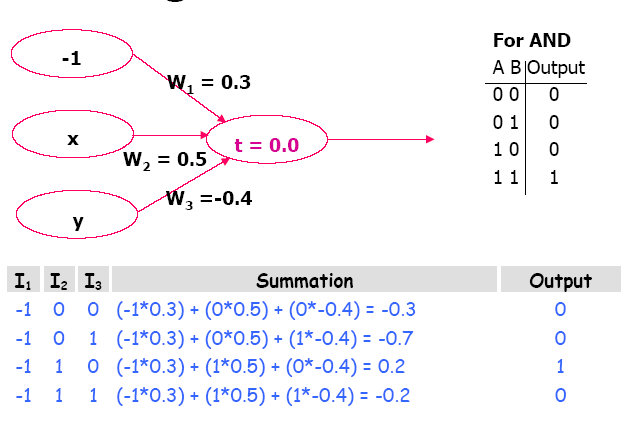 -1
W1 = 0.3
x
W2 = 0.5
t = 0.0
W3 =-0.4
y
For AND
A B Output
0 0 0
0 1 0
1 0 0
1 1 1
I1 I2 I3 Summation Output
-1 0 0 (-1*0.3) + (0*0.5) + (0*-0.4) = -0.3 0
-1 0 1 (-1*0.3) + (0*0.5) + (1*-0.4) = -0.7 0
-1 1 0 (-1*0.3) + (1*0.5) + (0*-0.4) = 0.2 1
-1 1 1 (-1*0.3) + (1*0.5) + (1*-0.4) = -0.2 0